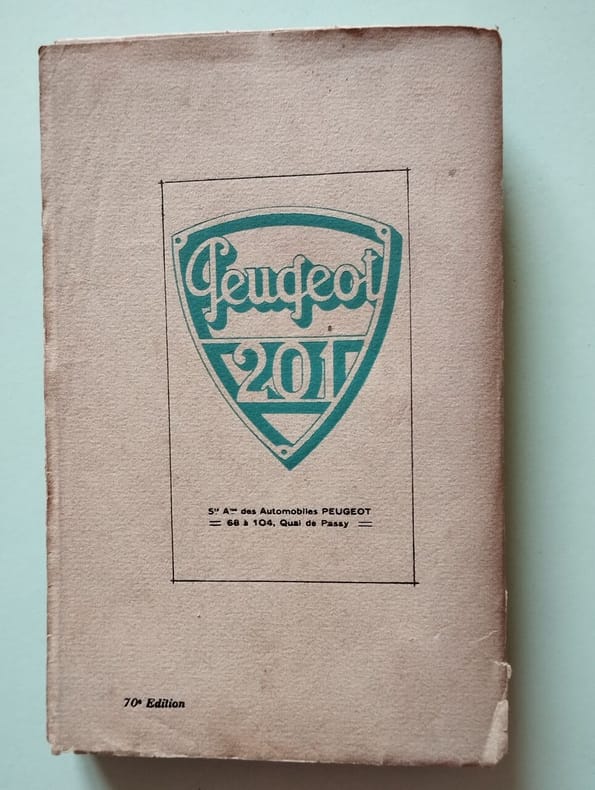 Peugeot
201
Sté Ame des Automobiles PEUGEOT
68 à 104, Quai de Passy
70e Edition